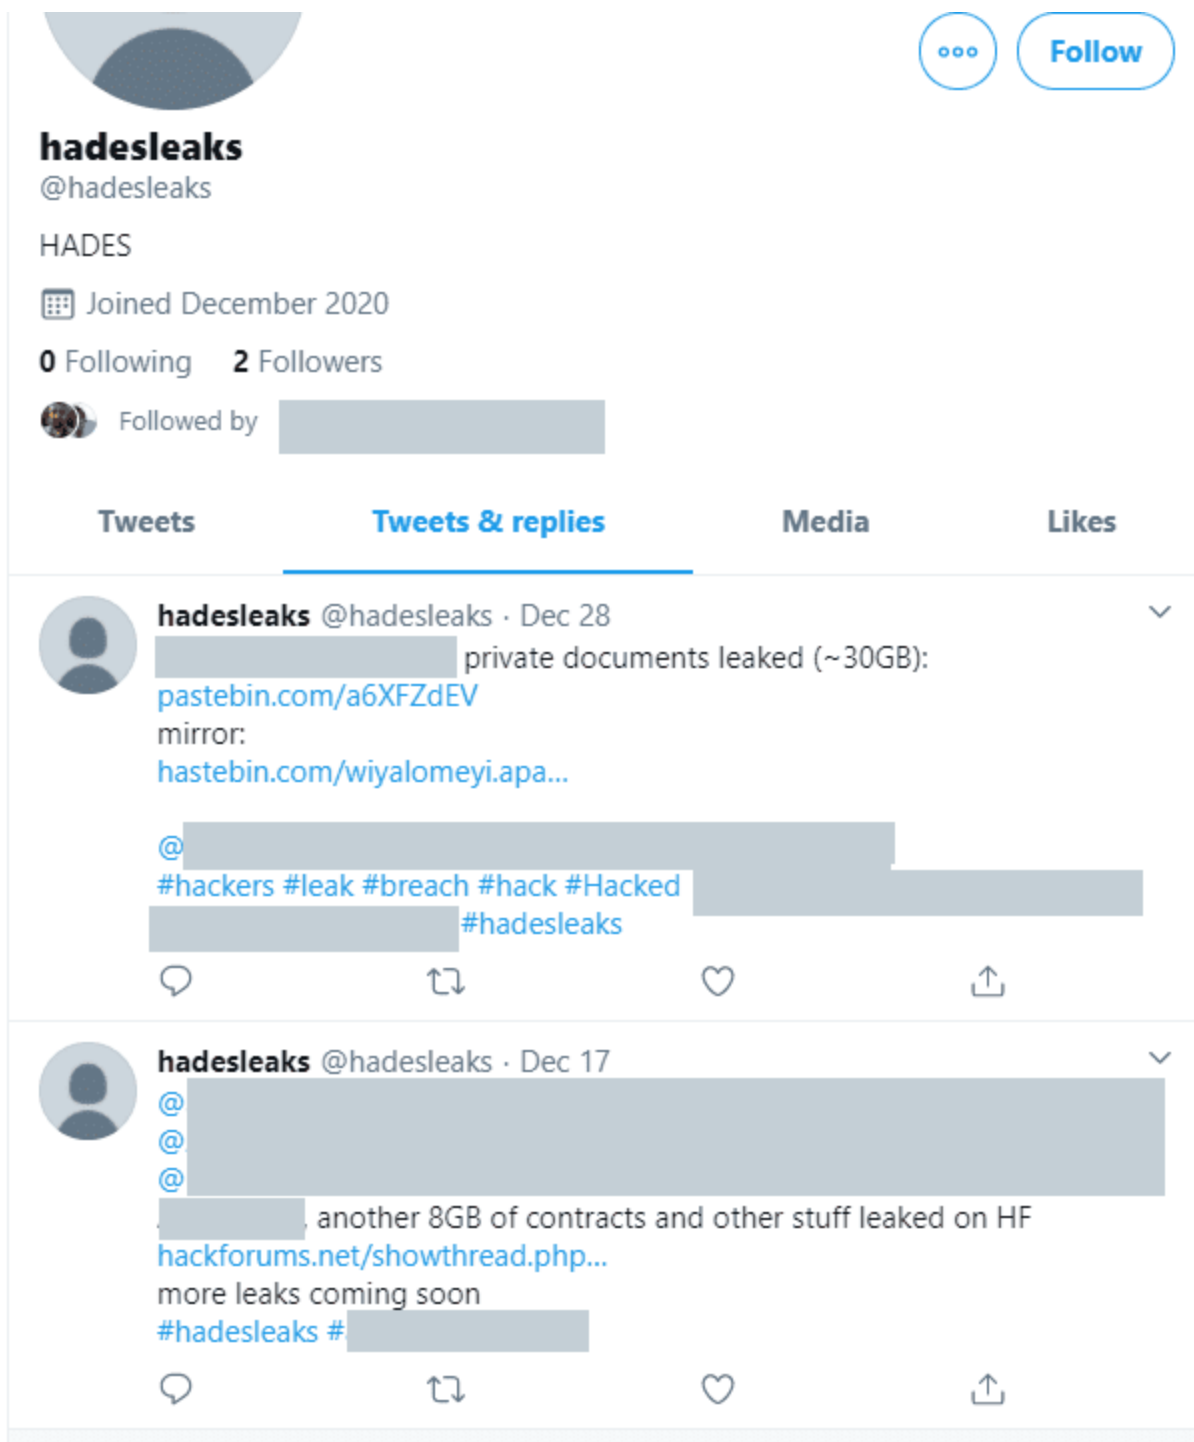 Follow
hadesleaks
@hadesleaks
HADES
Joined December 2020
0 Following 2 Followers
Followed by
Tweets Tweets & replies Media Likes
hadesleaks @hadesleaks · Dec 28
private documents leaked (~30GB):
pastebin.com/a6XFZdEV
mirror:
hastebin.com/wiyalomeyi.apa...
@
#hackers #leak #breach #hack #Hacked
#hadesleaks
hadesleaks @hadesleaks · Dec 17
@
@
@
, another 8GB of contracts and other stuff leaked on HF
hackforums.net/showthread.php...
more leaks coming soon
#hadesleaks #